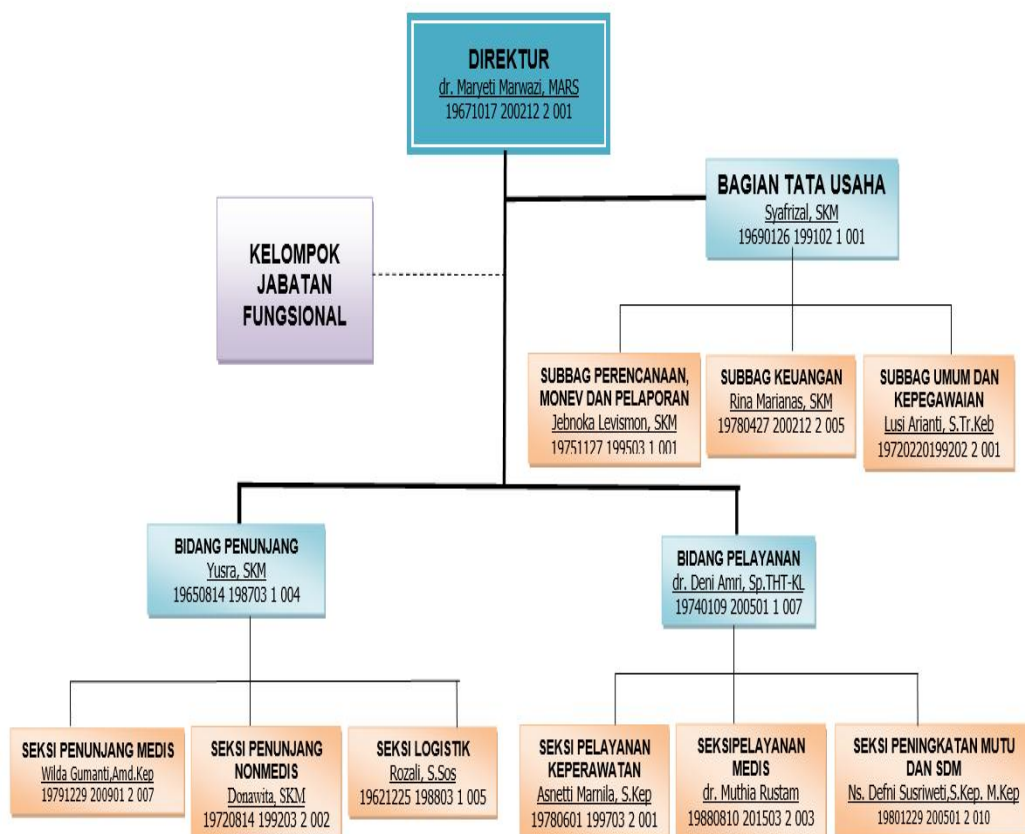 DIREKTUR
dr. Maryeti Marwazi, MARS
19671017 200212 2 001
BAGIAN TATA USAHA
Syafrizal, SKM
19690126 199102 1 001
KELOMPOK
JABATAN
FUNGSIONAL
SUBBAG PERENCANAAN,
MONEV DAN PELAPORAN
Jebnoka Levismon, SKM
19751127 199503 1 001
SUBBAG KEUANGAN
Rina Marianas, SKM
19780427 200212 2 005
SUBBAG UMUM DAN
KEPEGAWAIAN
Lusi Arianti, S.Tr.Keb
19720220199202 2 001
BIDANG PENUNJANG
Yusra, SKM
19650814 198703 1 004
BIDANG PELAYANAN
dr. Deni Amri, Sp.THT-KL
19740109 200501 1 007
SEKSI PENUNJANG MEDIS
Wilda Gumanti,Amd.Kep
19791229 200901 2 007
SEKSI PENUNJANG
NONMEDIS
Donawita, SKM
19720814 199203 2 002
SEKSI LOGISTIK
Rozali, S.Sos
19621225 198803 1 005
SEKSI PELAYANAN
KEPERAWATAN
Asnetti Marnila, S.Kep
19780601 199703 2 001
SEKSIPELAYANAN
MEDIS
dr. Muthia Rustam
19880810 201503 2 003
SEKSI PENINGKATAN MUTU
DAN SDM
Ns. Defni Susriweti,S.Kep. M.Kep
19801229 200501 2 010